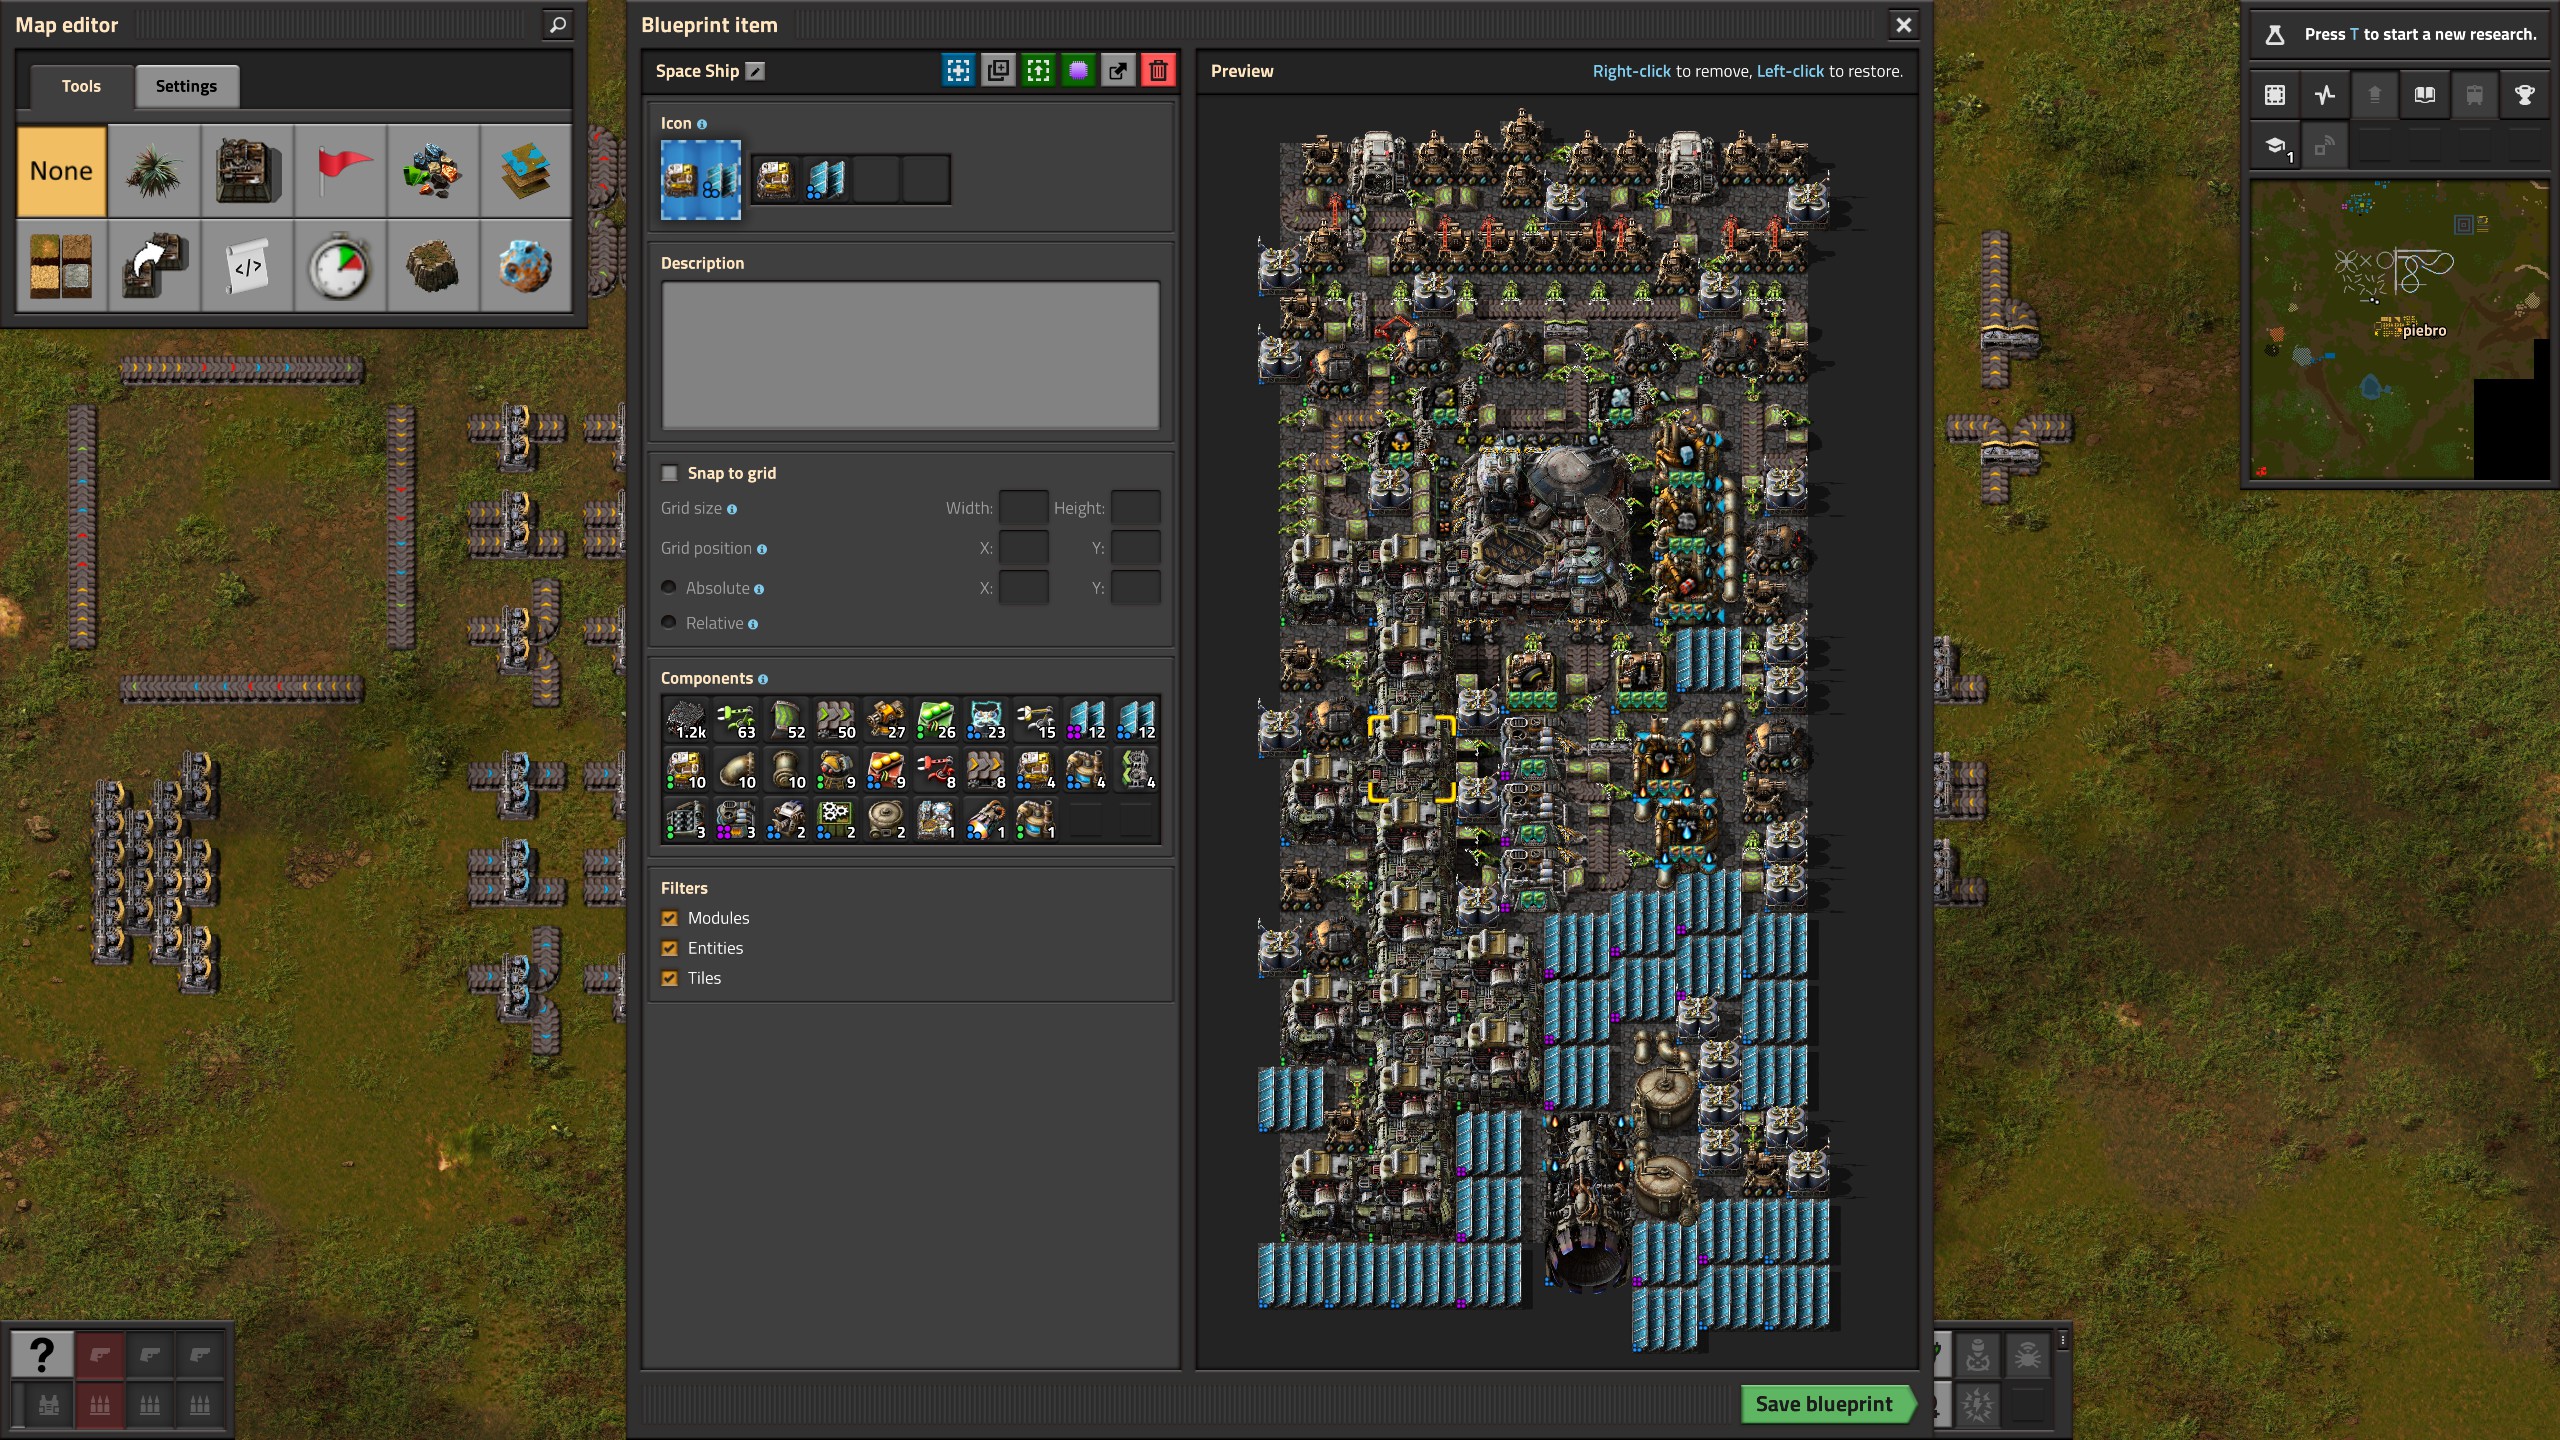 Map editor
Tools
Settings
None
Blueprint item
Space Ship
Icon
Description
Snap to grid
Grid size
Width:
Height:
Grid position
X:
Y:
Absolute
X:
Y:
Relative
Components
1.2k 63 52 50 27 26 23 15 12 12
10 10 10 9 9 8 8 4 4 4
3 3 2 2 2 1 1 1
Filters
Modules
Entities
Tiles
Preview
Right-click to remove, Left-click to restore.
Save blueprint
Press T to start a new research.
1
piebro
?